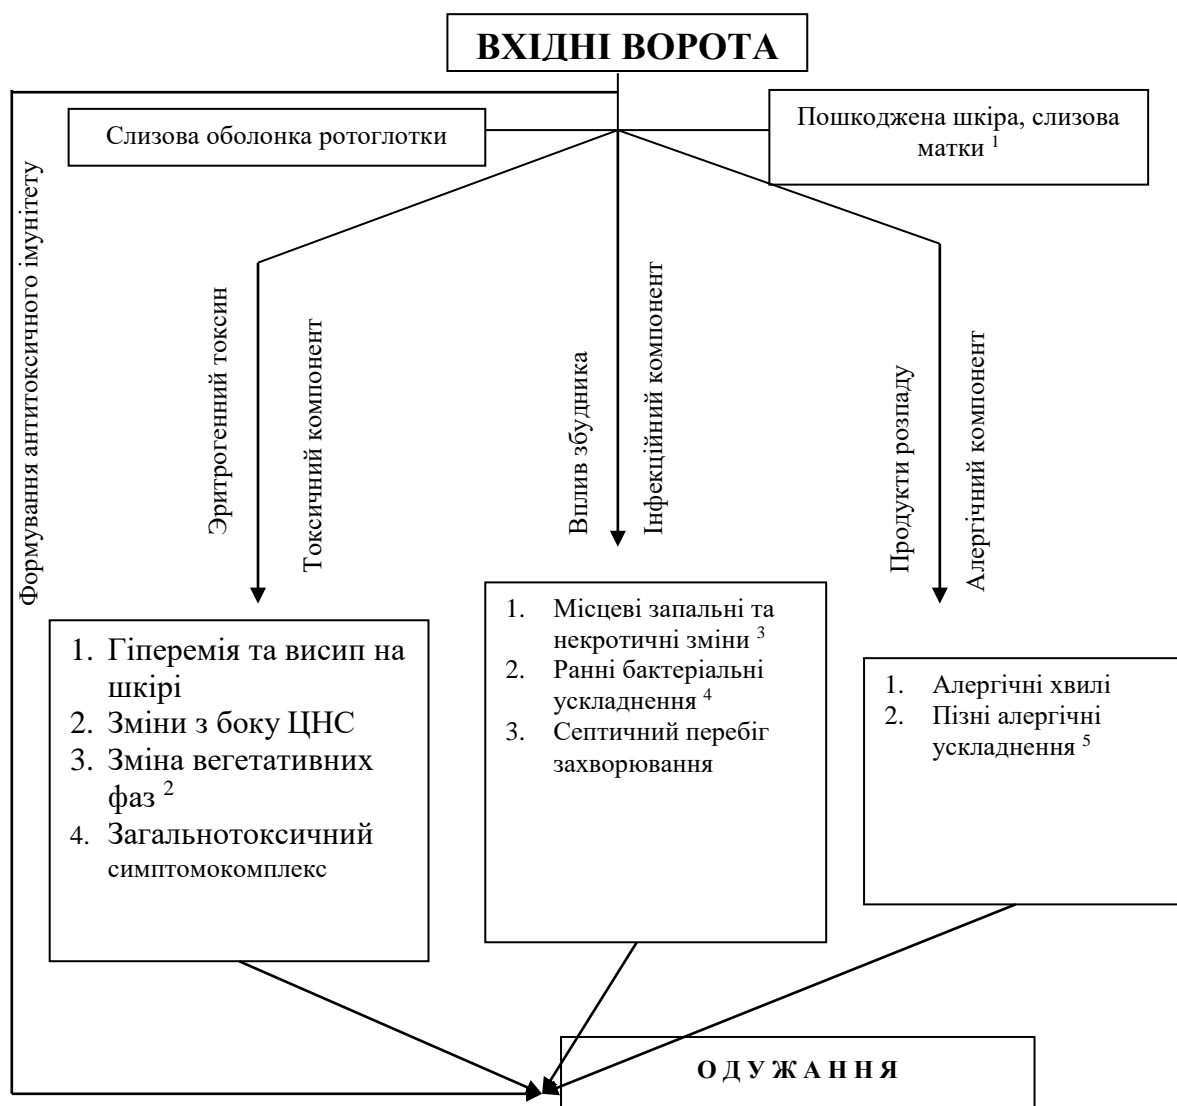 ВХІДНІ ВОРОТА
Слизова оболонка ротоглотки
Пошкоджена шкіра, слизова
матки ¹
Формування антитоксичного імунітету
Эритрогенний токсин
Токсичний компонент
Вплив збудника
Інфекційний компонент
Продукти розпаду
Алергічний компонент
1. Гіперемія та висип на
шкірі
2. Зміни з боку ЦНС
3. Зміна вегетативних
фаз ²
4. Загальнотоксичний
симптомокомплекс
1. Місцеві запальні та
некротичні зміни ³
2. Ранні бактеріальні
ускладнення ⁴
3. Септичний перебіг
захворювання
1. Алергічні хвилі
2. Пізні алергічні
ускладнення ⁵
О Д У Ж А Н Н Я